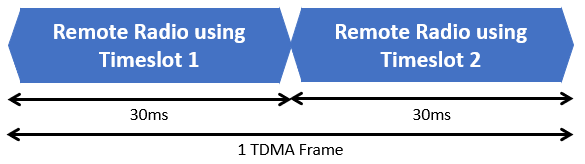 Remote Radio using
Timeslot 1
Remote Radio using
Timeslot 2
30ms
30ms
1 TDMA Frame